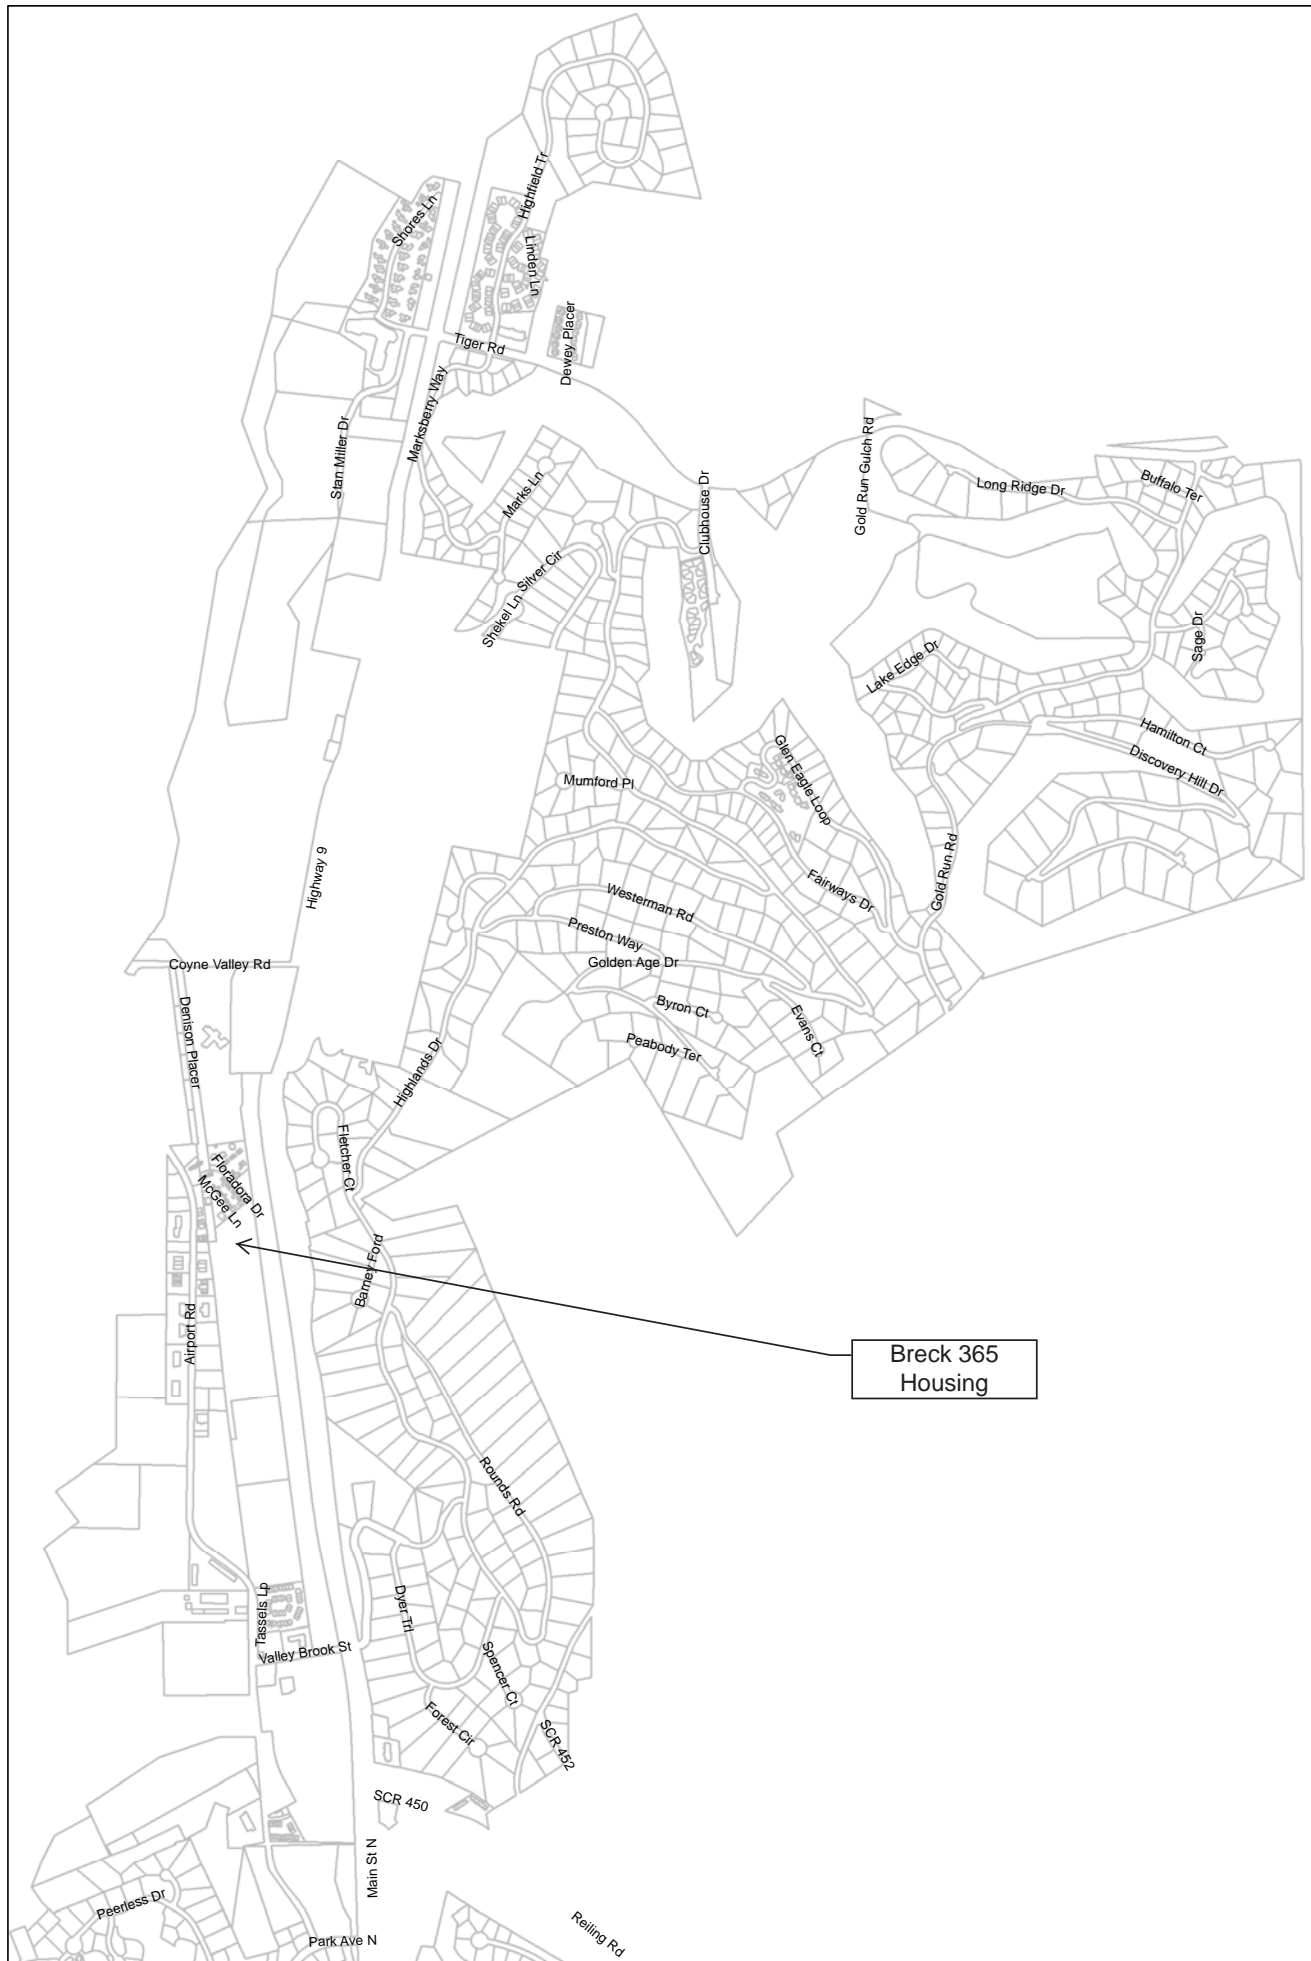 Highfield Tr
Shores Ln
Linden Ln
Dewey Placer
Tiger Rd
Marksberry Way
Stan Miller Dr
Gold Run Gulch Rd
Long Ridge Dr
Buffalo Ter
Marks Ln
Clubhouse Dr
Silver Cir
Shekel Ln
Sage Dr
Lake Edge Dr
Hamilton Ct
Discovery Hill Dr
Glen Eagle Loop
Mumford Pl
Highway 9
Gold Run Rd
Fairways Dr
Westerman Rd
Preston Way
Golden Age Dr
Coyne Valley Rd
Denison Placer
Byron Ct
Evans Ct
Peabody Ter
Highlands Dr
Fletcher Ct
Floradora Dr
McGee Ln
Barney Ford
Airport Rd
Breck 365
Housing
Rounds Rd
Dyer Trl
Tassels Lp
Valley Brook St
Spencer Ct
Forest Cir
SCR 452
SCR 450
Main St N
Peerless Dr
Park Ave N
Reiling Rd